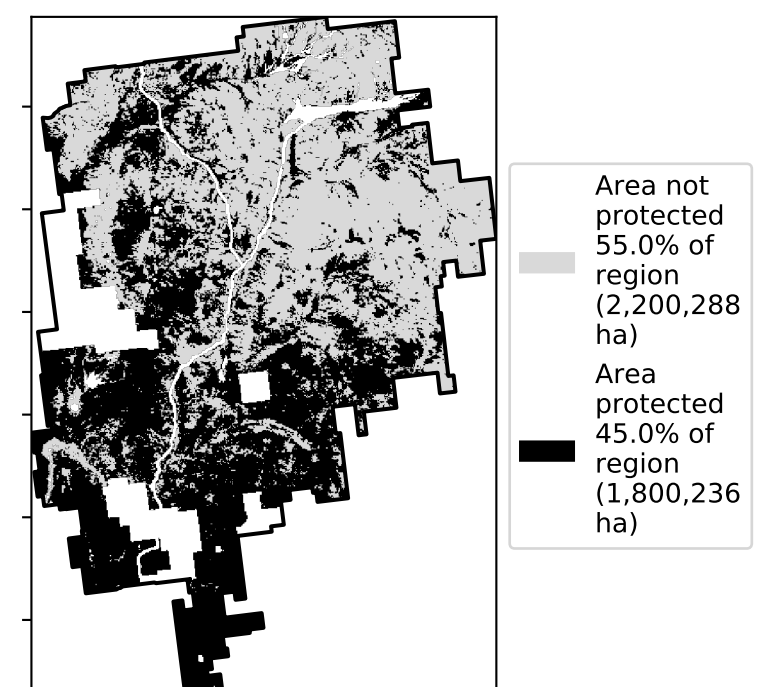 Area not
protected
55.0% of
region
(2,200,288
ha)
Area
protected
45.0% of
region
(1,800,236
ha)